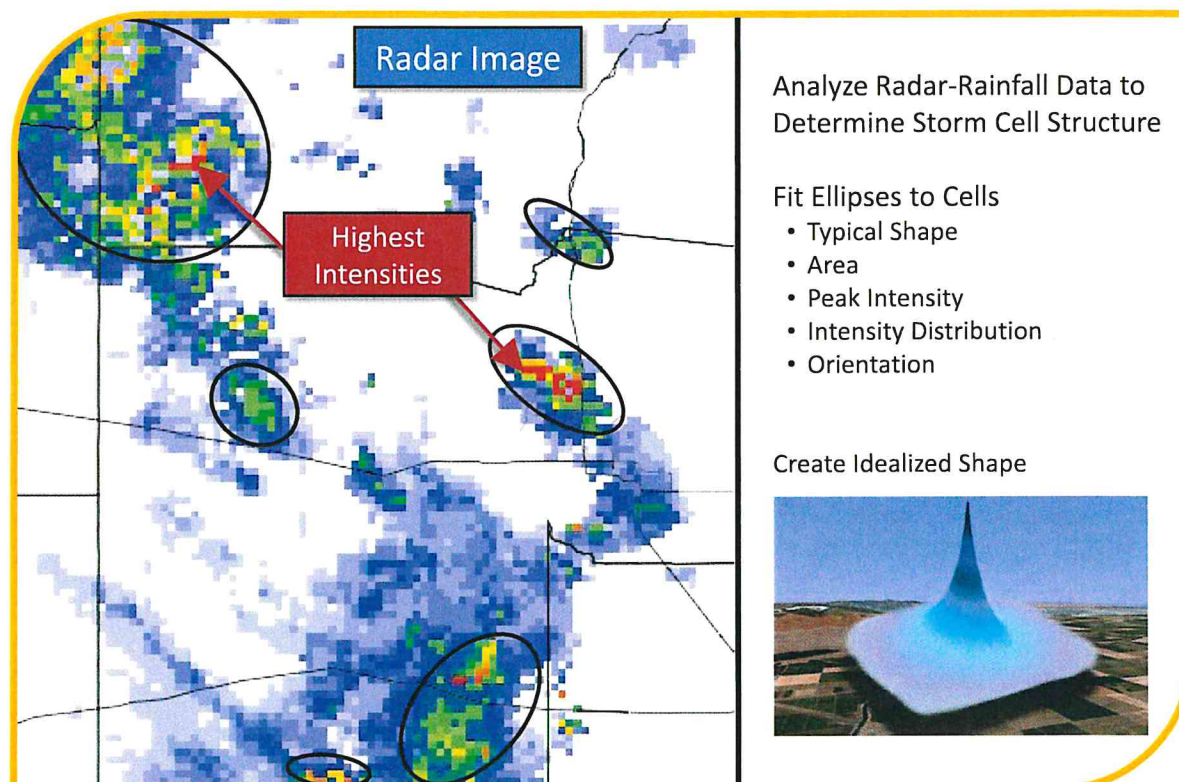 Radar Image
Highest
Intensities
Analyze Radar-Rainfall Data to
Determine Storm Cell Structure
Fit Ellipses to Cells
• Typical Shape
• Area
• Peak Intensity
• Intensity Distribution
• Orientation
Create Idealized Shape